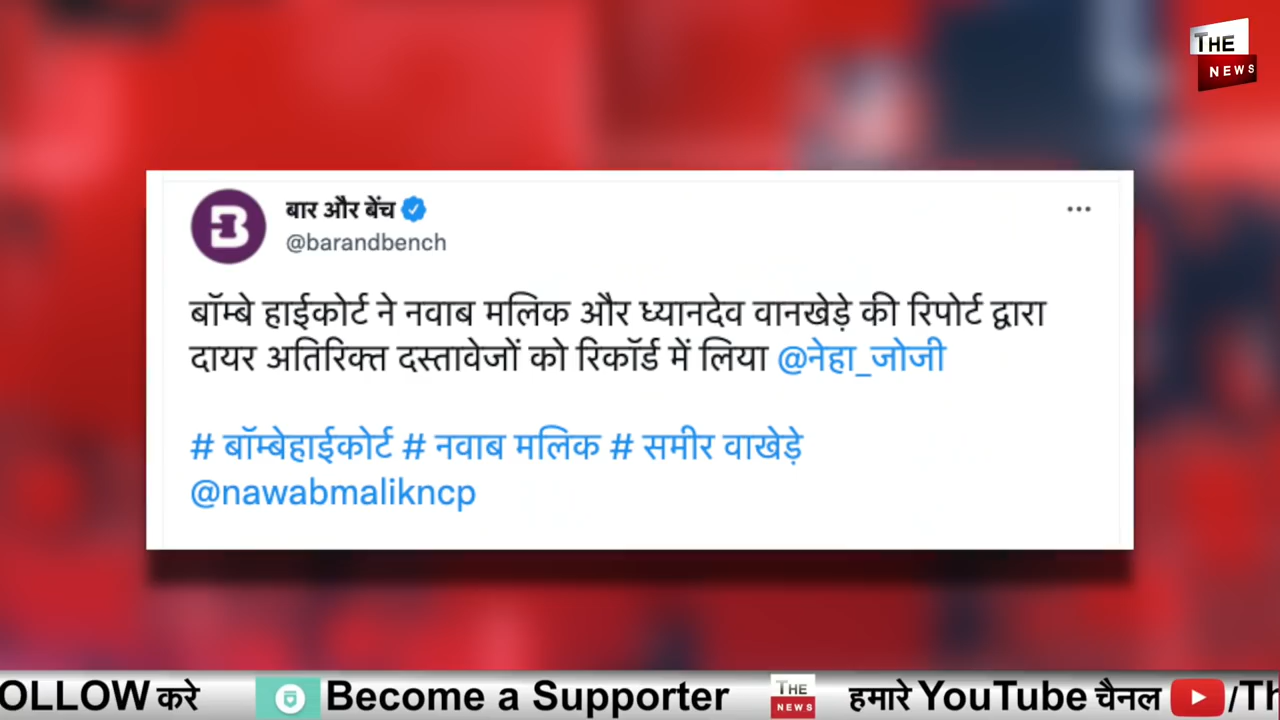 THE
NEWS
बार और बेंच
@barandbench
बॉम्बे हाईकोर्ट ने नवाब मलिक और ध्यानदेव वानखेड़े की रिपोर्ट द्वारा
दायर अतिरिक्त दस्तावेजों को रिकॉर्ड में लिया @नेहा_जोजी
# बॉम्बेहाईकोर्ट # नवाब मलिक # समीर वाखेड़े
@nawabmalikncp
OLLOW करे Become a Supporter THE NEWS हमारे YouTube चैनल /Th